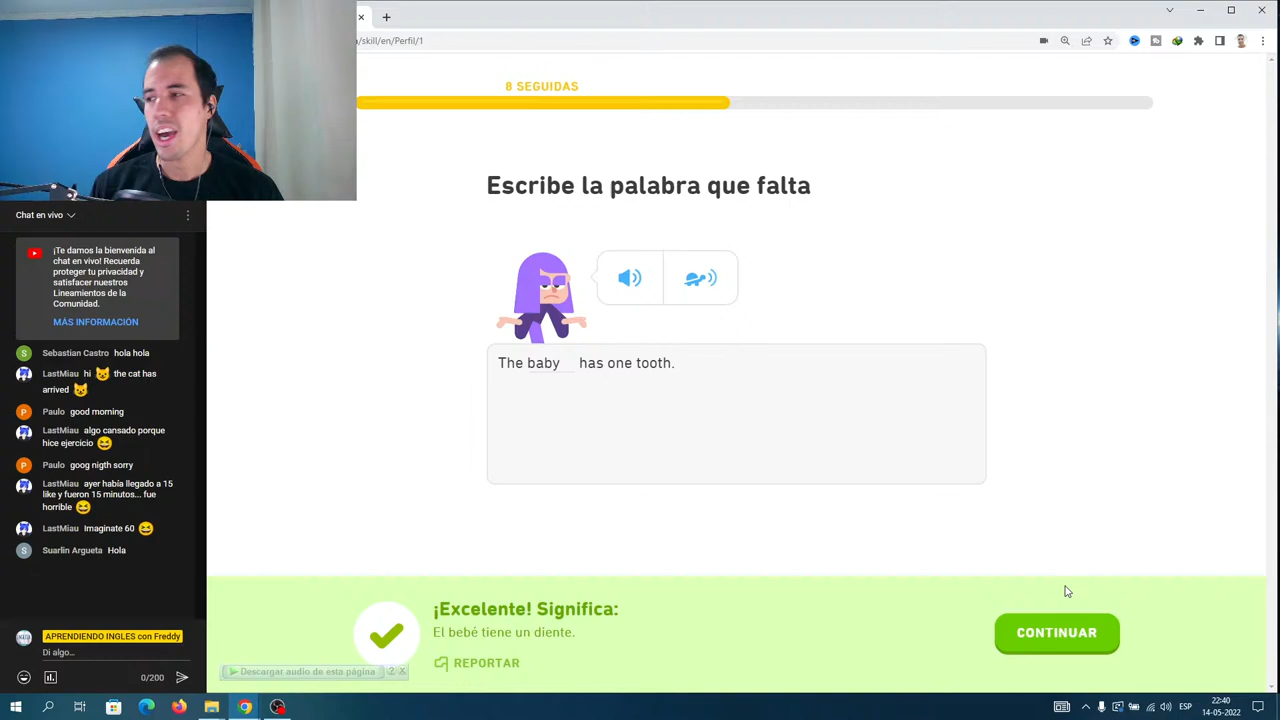 /skill/en/Perfil/1
8 SEGUIDAS
Escribe la palabra que falta
The baby has one tooth.
¡Excelente! Significa:
El bebé tiene un diente.
REPORTAR
CONTINUAR
Descargar audio de esta página ? X
Chat en vivo
¡Te damos la bienvenida al
chat en vivo! Recuerda
proteger tu privacidad y
satisfacer nuestros
Lineamientos de la
Comunidad.
MÁS INFORMACIÓN
S Sebastian Castro hola hola
LastMiau hi 😺 the cat has
arrived 😺
P Paulo good morning
LastMiau algo cansado porque
hice ejercicio 😆
P Paulo goog nigth sorry
LastMiau ayer había llegado a 15
like y fueron 15 minutos... fue
horrible 😆
LastMiau Imaginate 60 😆
S Suarlin Argueta Hola
APRENDIENDO INGLES con Freddy
Di algo...
0/200
ESP
22:40
14-05-2022